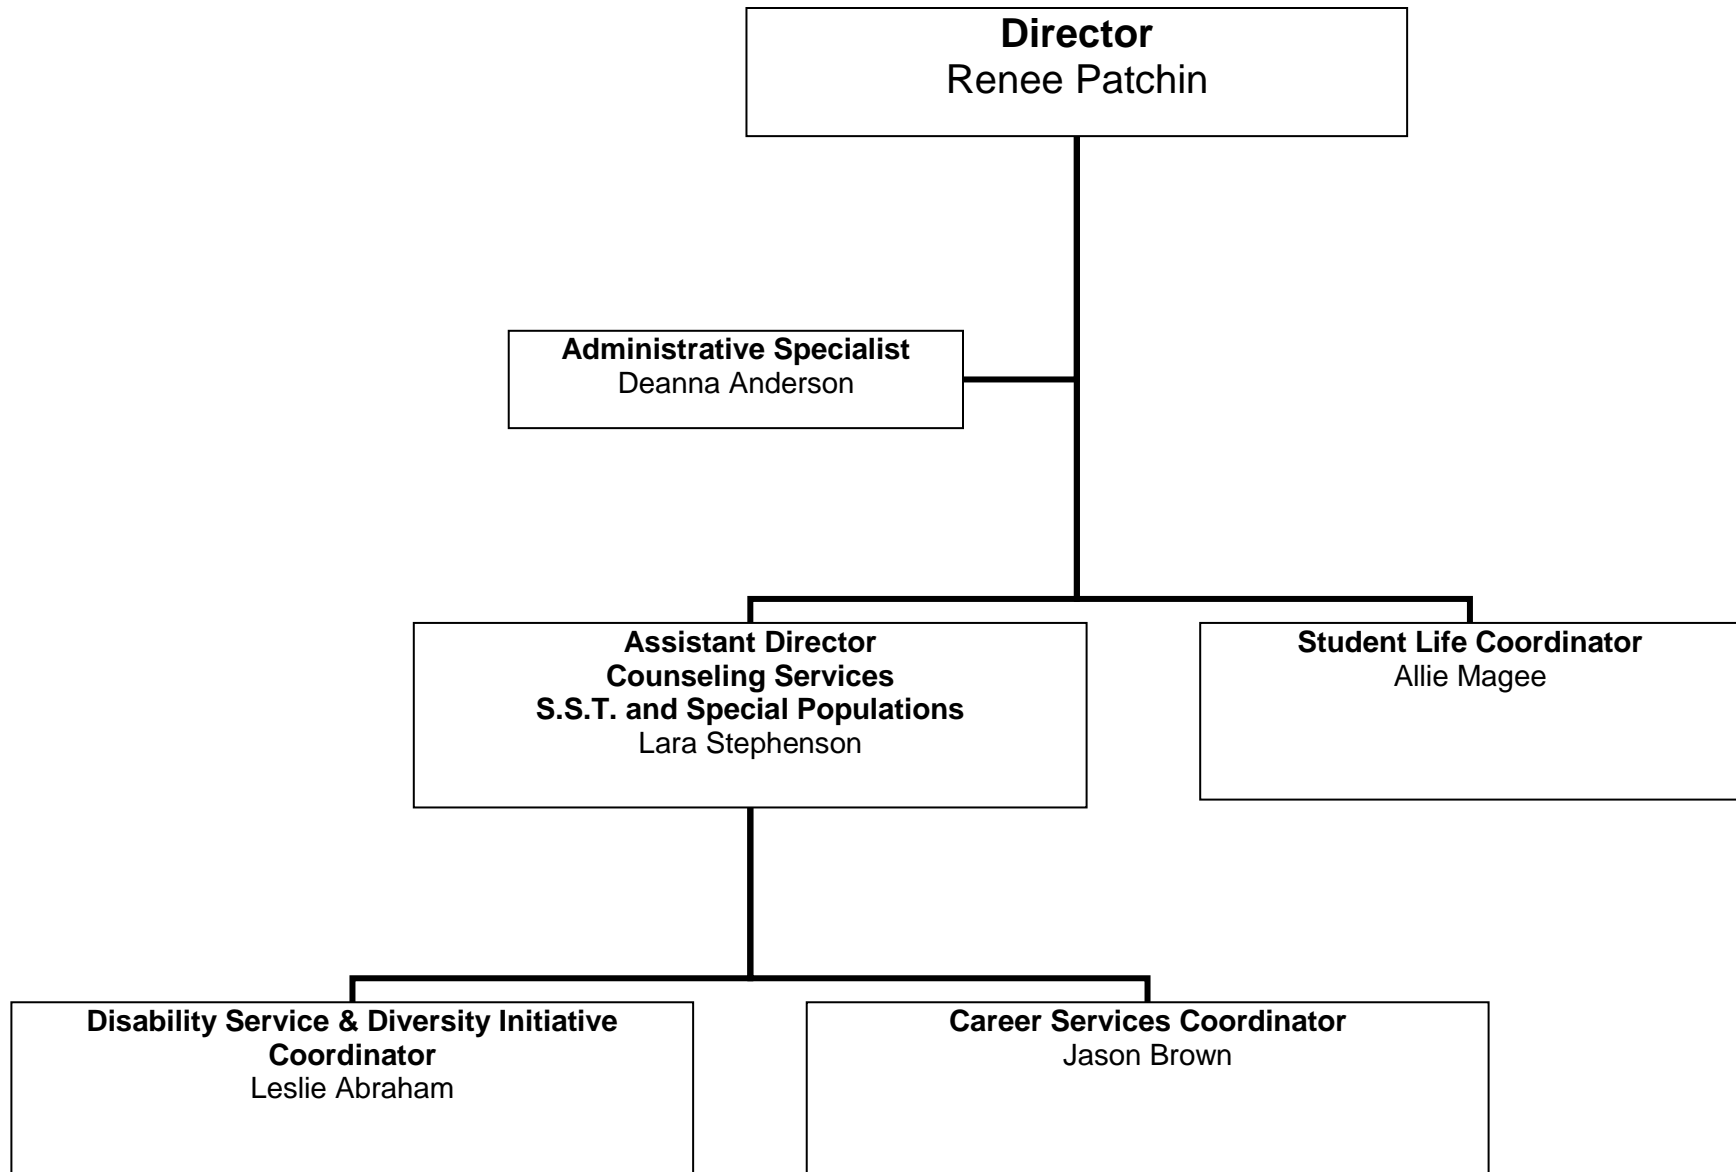 Director
Renee Patchin
Administrative Specialist
Deanna Anderson
Assistant Director
Counseling Services
S.S.T. and Special Populations
Lara Stephenson
Student Life Coordinator
Allie Magee
Disability Service & Diversity Initiative
Coordinator
Leslie Abraham
Career Services Coordinator
Jason Brown